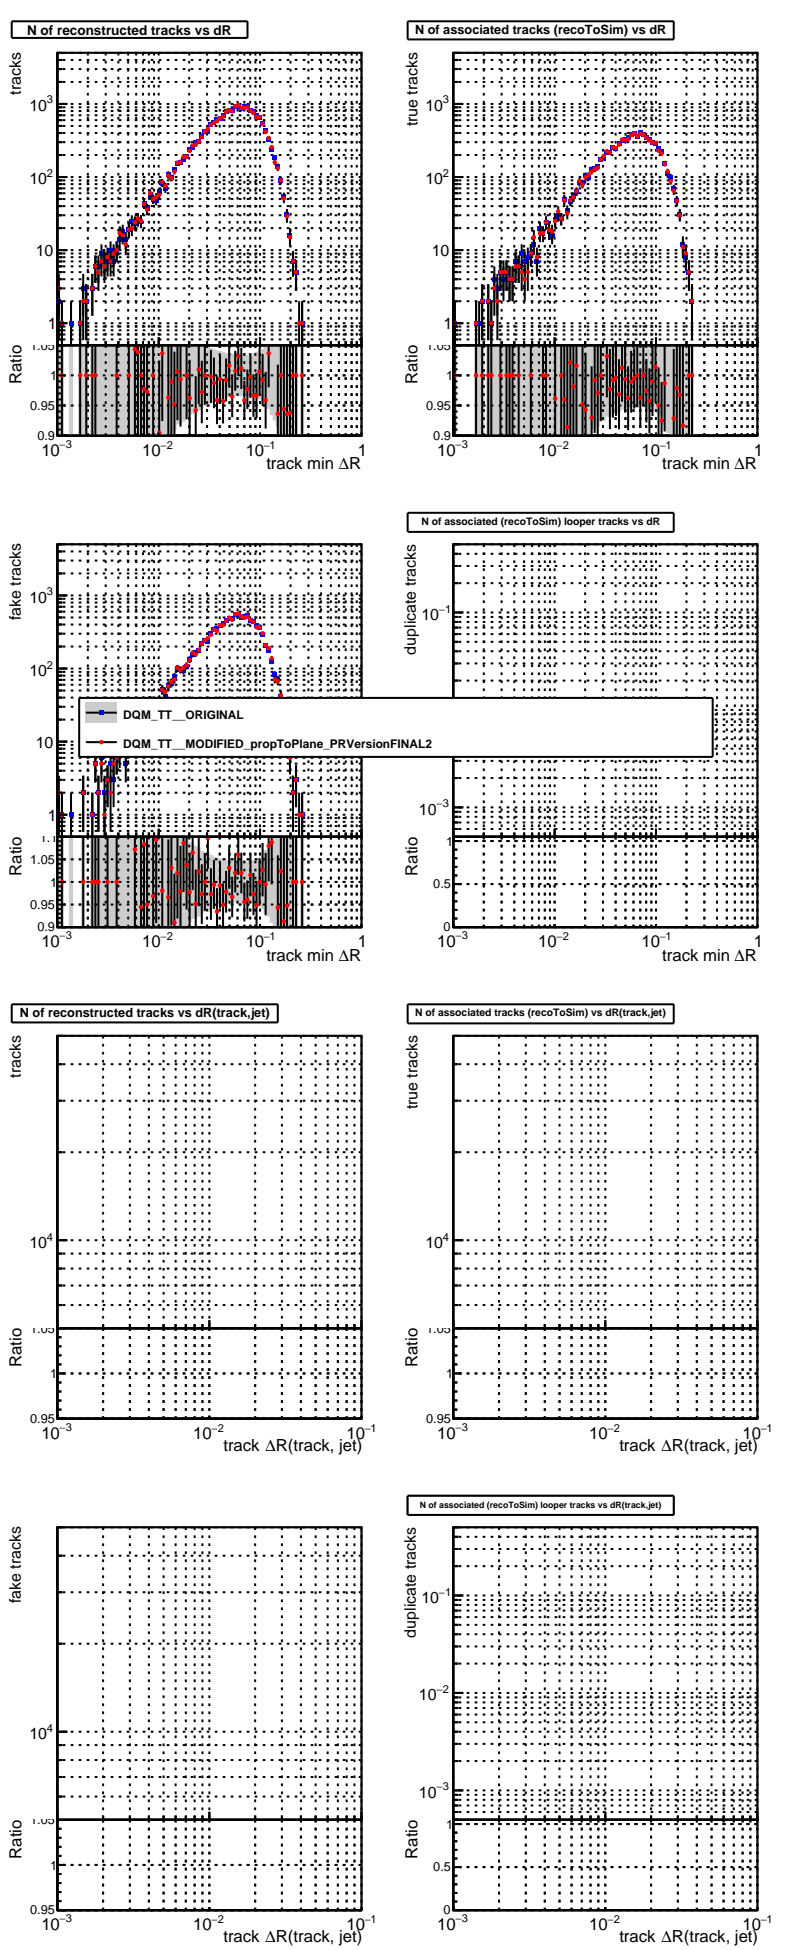 N of reconstructed tracks vs dR
tracks
10³
10²
10
1
1.05
Ratio
1
0.95
0.9
10⁻³
10⁻²
10⁻¹
1
track min ΔR
N of associated tracks (recoToSim) vs dR
true tracks
10³
10²
10
1
1.05
Ratio
1
0.95
0.9
10⁻³
10⁻²
10⁻¹
1
track min ΔR
fake tracks
10³
10²
10
1
1.1
Ratio
1.05
1
0.95
0.9
10⁻³
10⁻²
10⁻¹
1
track min ΔR
N of associated (recoToSim) looper tracks vs dR
duplicate tracks
10⁻¹
10⁻³
Ratio
1
0.5
0
10⁻³
10⁻²
10⁻¹
1
track min ΔR
DQM_TT__ORIGINAL
DQM_TT__MODIFIED_propToPlane_PRVersionFINAL2
N of reconstructed tracks vs dR(track,jet)
tracks
10⁴
1.05
Ratio
1
0.95
10⁻³
10⁻²
10⁻¹
track ΔR(track, jet)
N of associated tracks (recoToSim) vs dR(track,jet)
true tracks
10⁴
1.05
Ratio
1
0.95
10⁻³
10⁻²
10⁻¹
track ΔR(track, jet)
fake tracks
10⁴
1.05
Ratio
1
0.95
10⁻³
10⁻²
10⁻¹
track ΔR(track, jet)
N of associated (recoToSim) looper tracks vs dR(track,jet)
duplicate tracks
10⁻¹
10⁻²
10⁻³
Ratio
1
0.5
0
10⁻³
10⁻²
10⁻¹
track ΔR(track, jet)